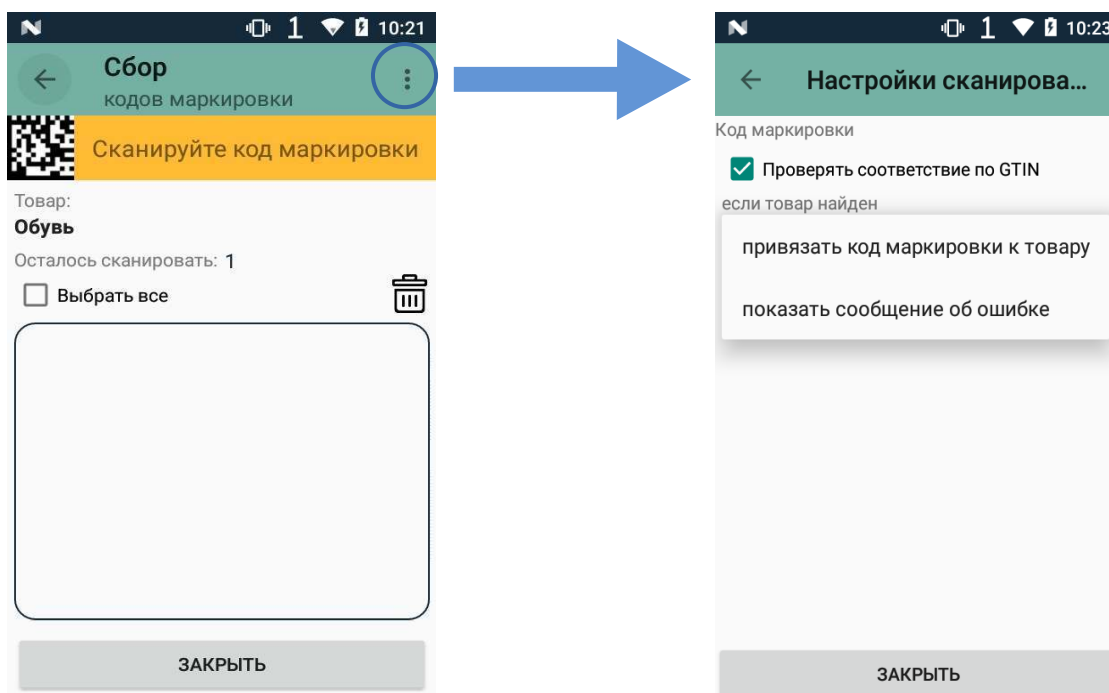 1 10:21
Сбор
кодов маркировки
Сканируйте код маркировки
Товар:
Обувь
Осталось сканировать: 1
Выбрать все
ЗАКРЫТЬ
1 10:23
Настройки сканирова...
Код маркировки
Проверять соответствие по GTIN
если товар найден
привязать код маркировки к товару
показать сообщение об ошибке
ЗАКРЫТЬ